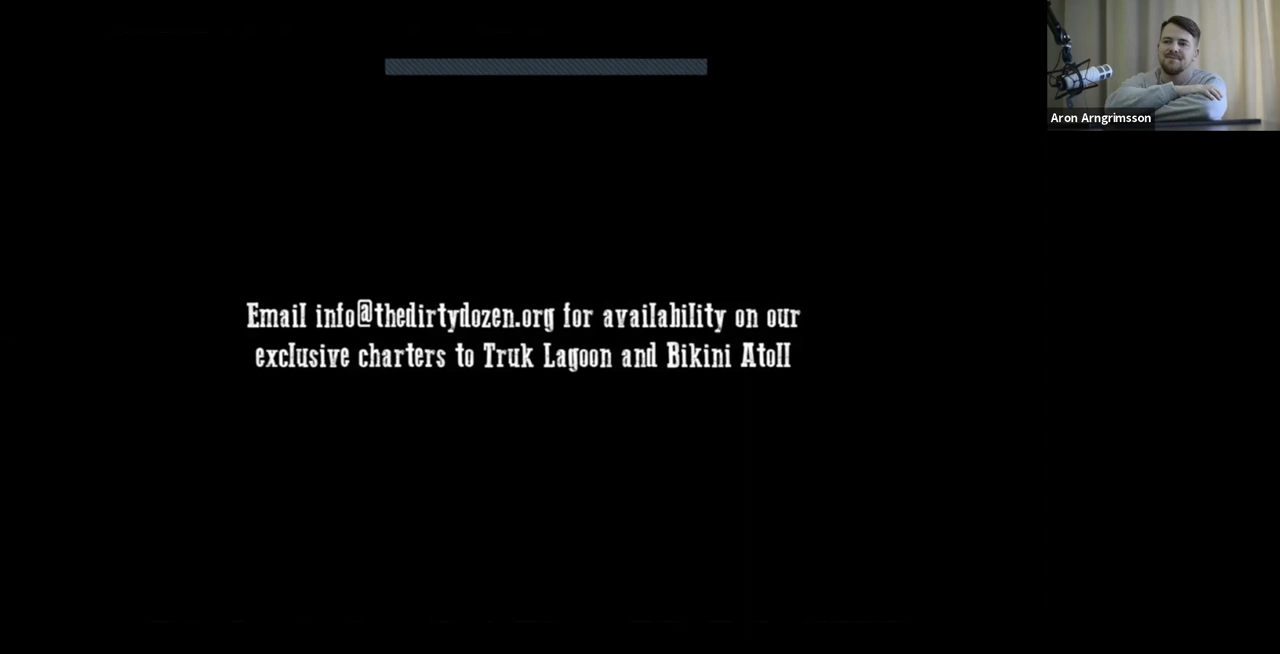 Aron Arngrimsson
Email info@thedirtydozen.org for availability on our
exclusive charters to Truk Lagoon and Bikini Atoll